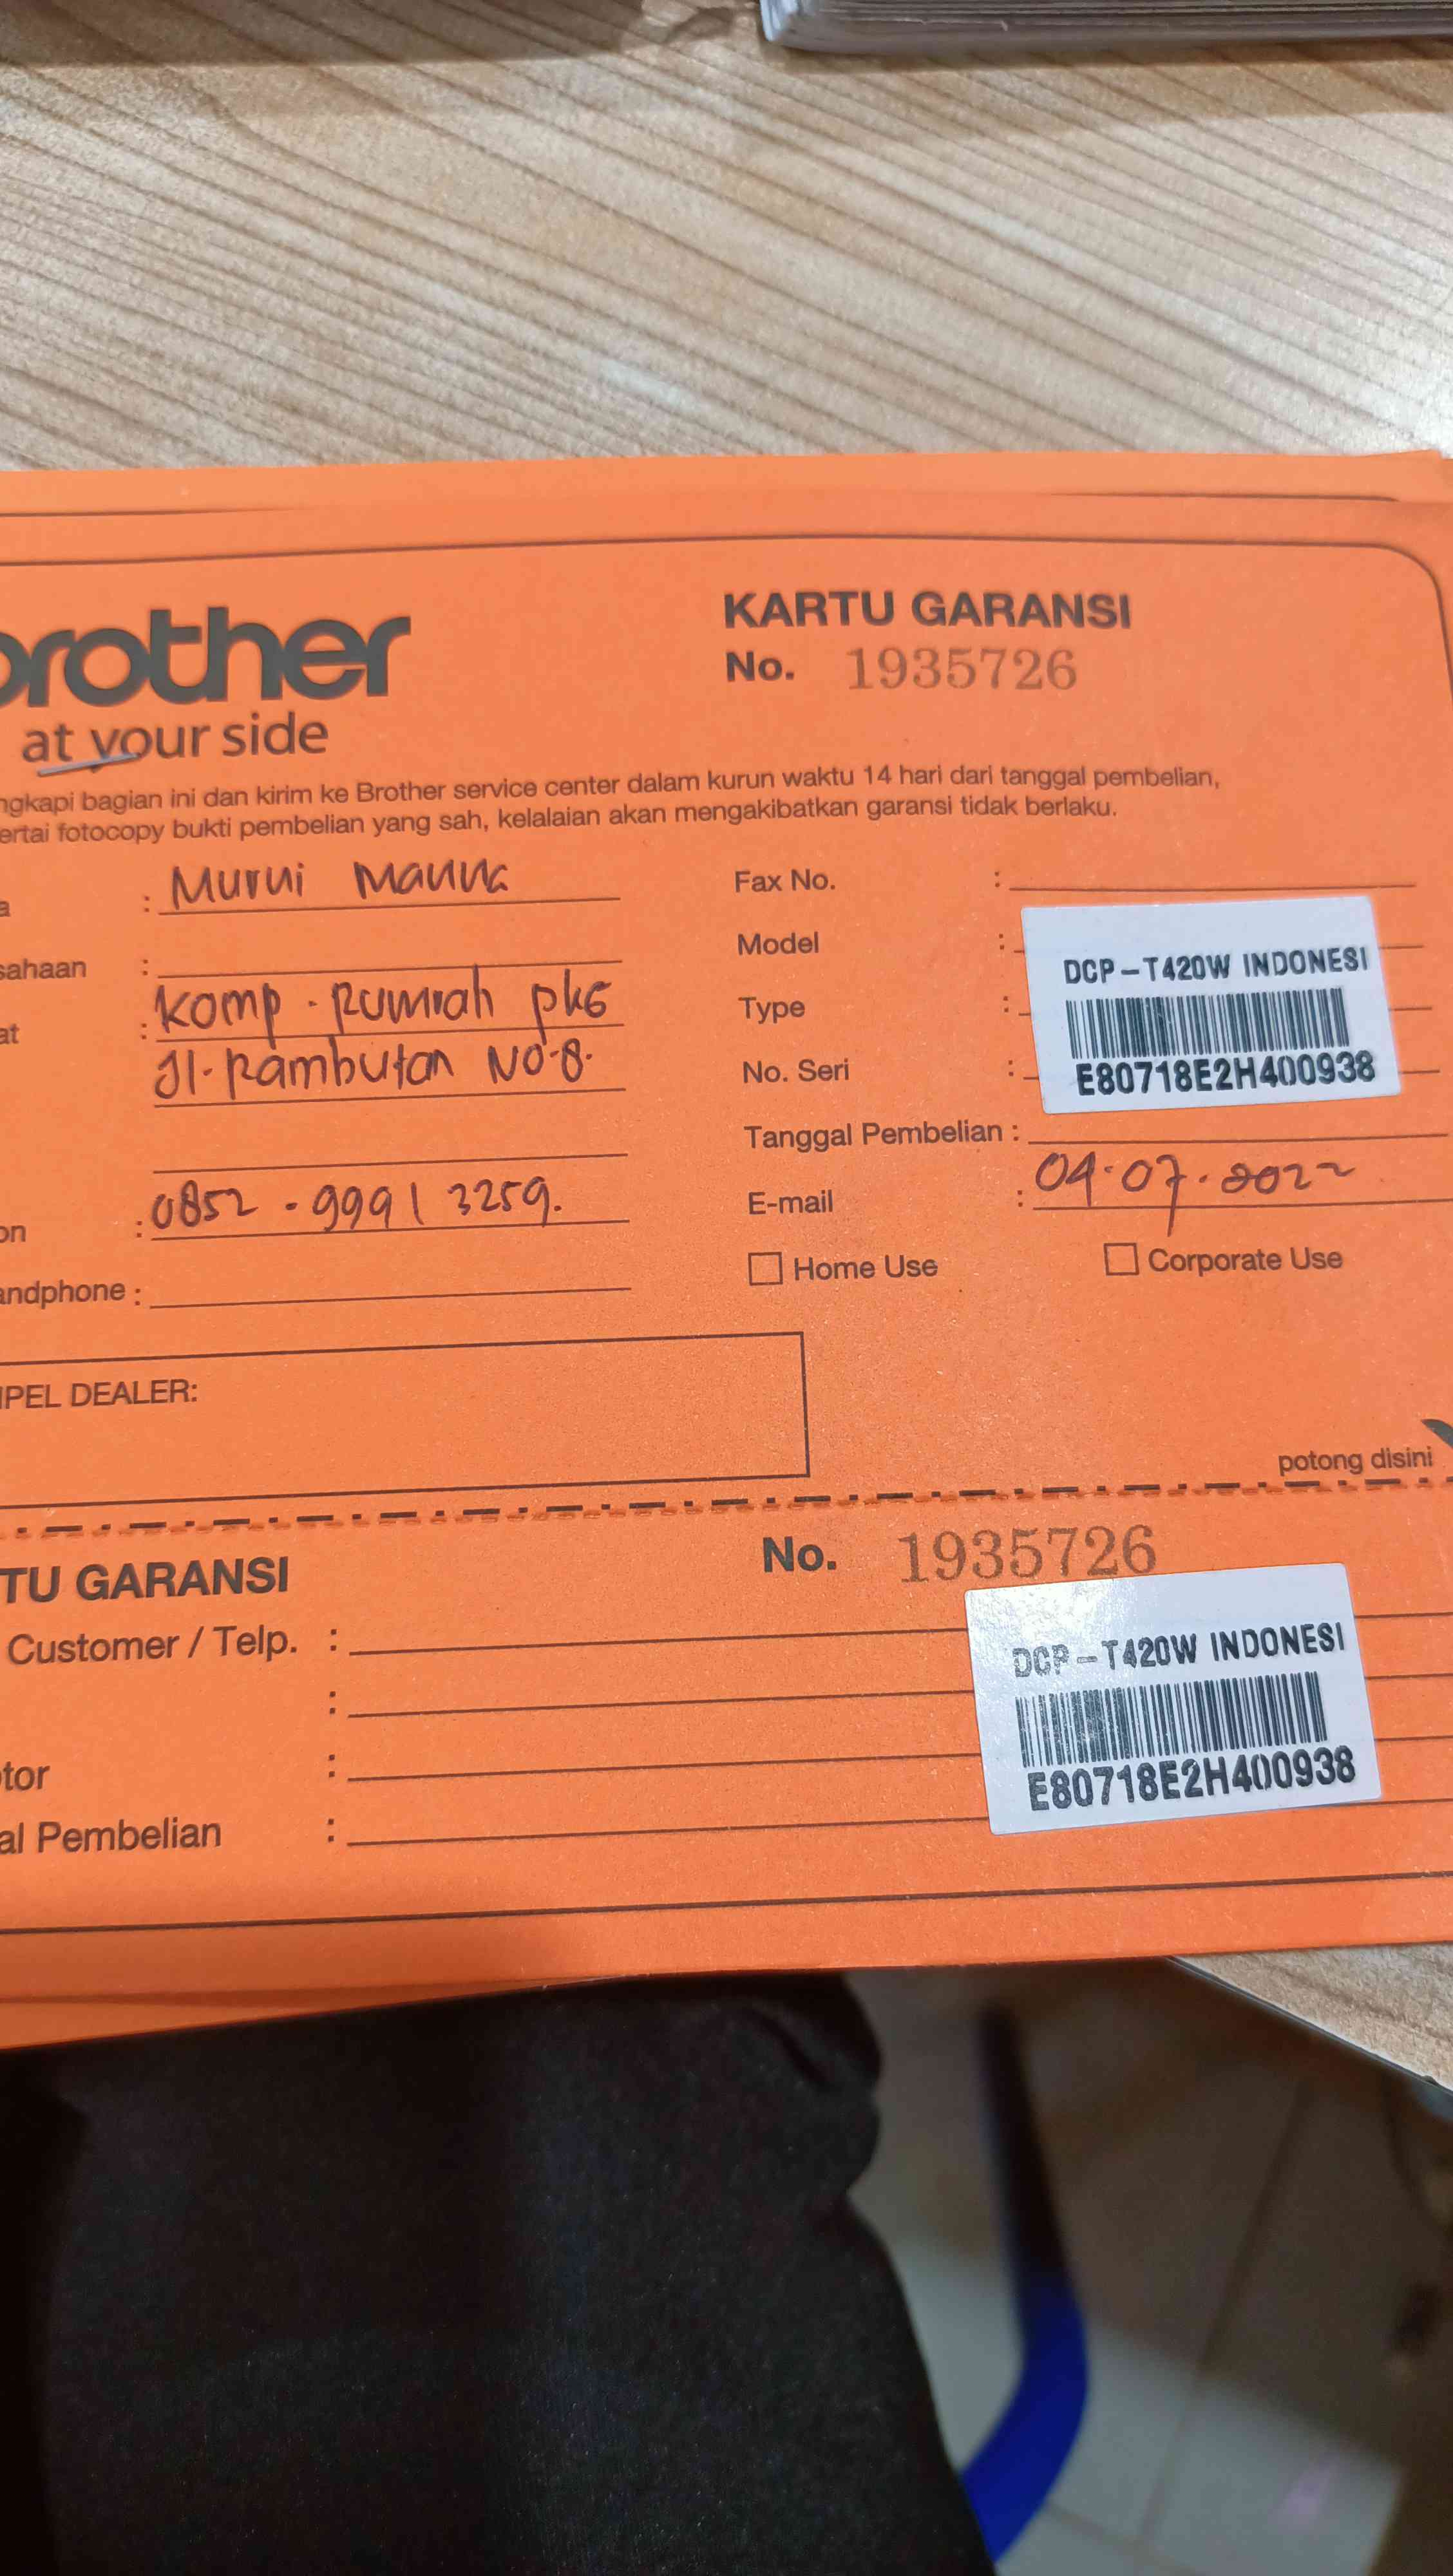 brother
at your side
KARTU GARANSI
No. 1935726
ngkapi bagian ini dan kirim ke Brother service center dalam kurun waktu 14 hari dari tanggal pembelian,
ertai fotocopy bukti pembelian yang sah, kelalaian akan mengakibatkan garansi tidak berlaku.
a : Murni
sahaan :
at : Komp. Rumah pks
Jl. Rambutan No. 8.
on : 0852 - 9991 3259.
andphone :
Fax No. :
Model :
Type :
No. Seri :
DCP-T420W INDONESI
E80718E2H400938
Tanggal Pembelian :
E-mail : 04.07.2022
Home Use
Corporate Use
IPEL DEALER:
potong disini
TU GARANSI
No. 1935726
Customer / Telp. :
:
tor :
al Pembelian :
DCP-T420W INDONESI
E80718E2H400938